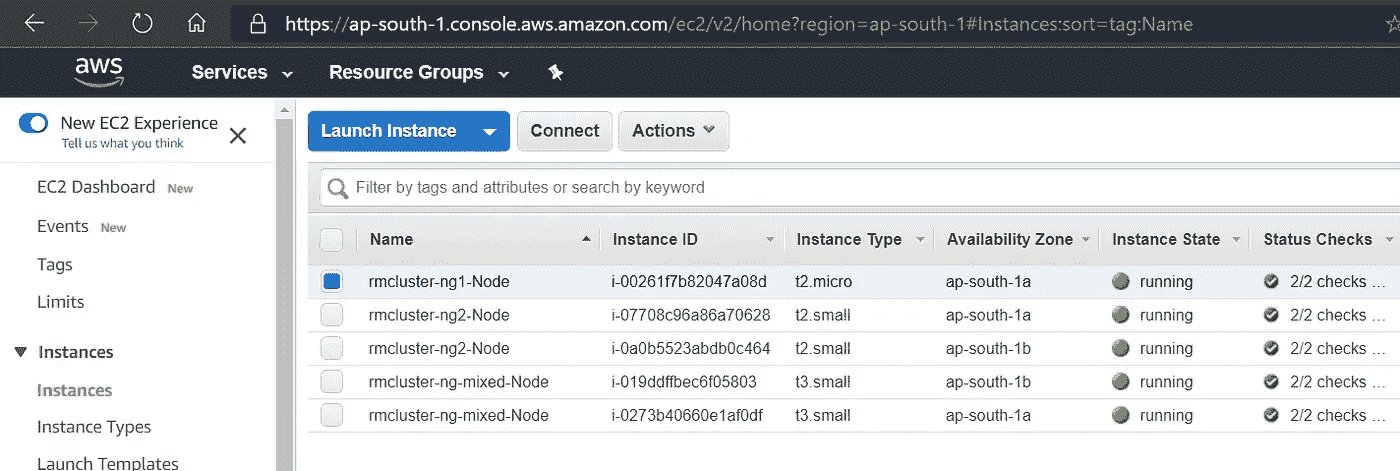 https://ap-south-1.console.aws.amazon.com/ec2/v2/home?region=ap-south-1#Instances:sort=tag:Name
aws Services Resource Groups
New EC2 Experience
Tell us what you think
Launch Instance Connect Actions
Filter by tags and attributes or search by keyword
EC2 Dashboard New
Events New
Tags
Limits
Instances
Instances
Instance Types
Launch Templates
Name Instance ID Instance Type Availability Zone Instance State Status Checks
rmcluster-ng1-Node i-00261f7b82047a08d t2.micro ap-south-1a running 2/2 checks ...
rmcluster-ng2-Node i-07708c96a86a70628 t2.small ap-south-1a running 2/2 checks ...
rmcluster-ng2-Node i-0a0b5523abdb0c464 t2.small ap-south-1b running 2/2 checks ...
rmcluster-ng-mixed-Node i-019ddffbec6f05803 t3.small ap-south-1b running 2/2 checks ...
rmcluster-ng-mixed-Node i-0273b40660e1af0df t3.small ap-south-1a running 2/2 checks ...